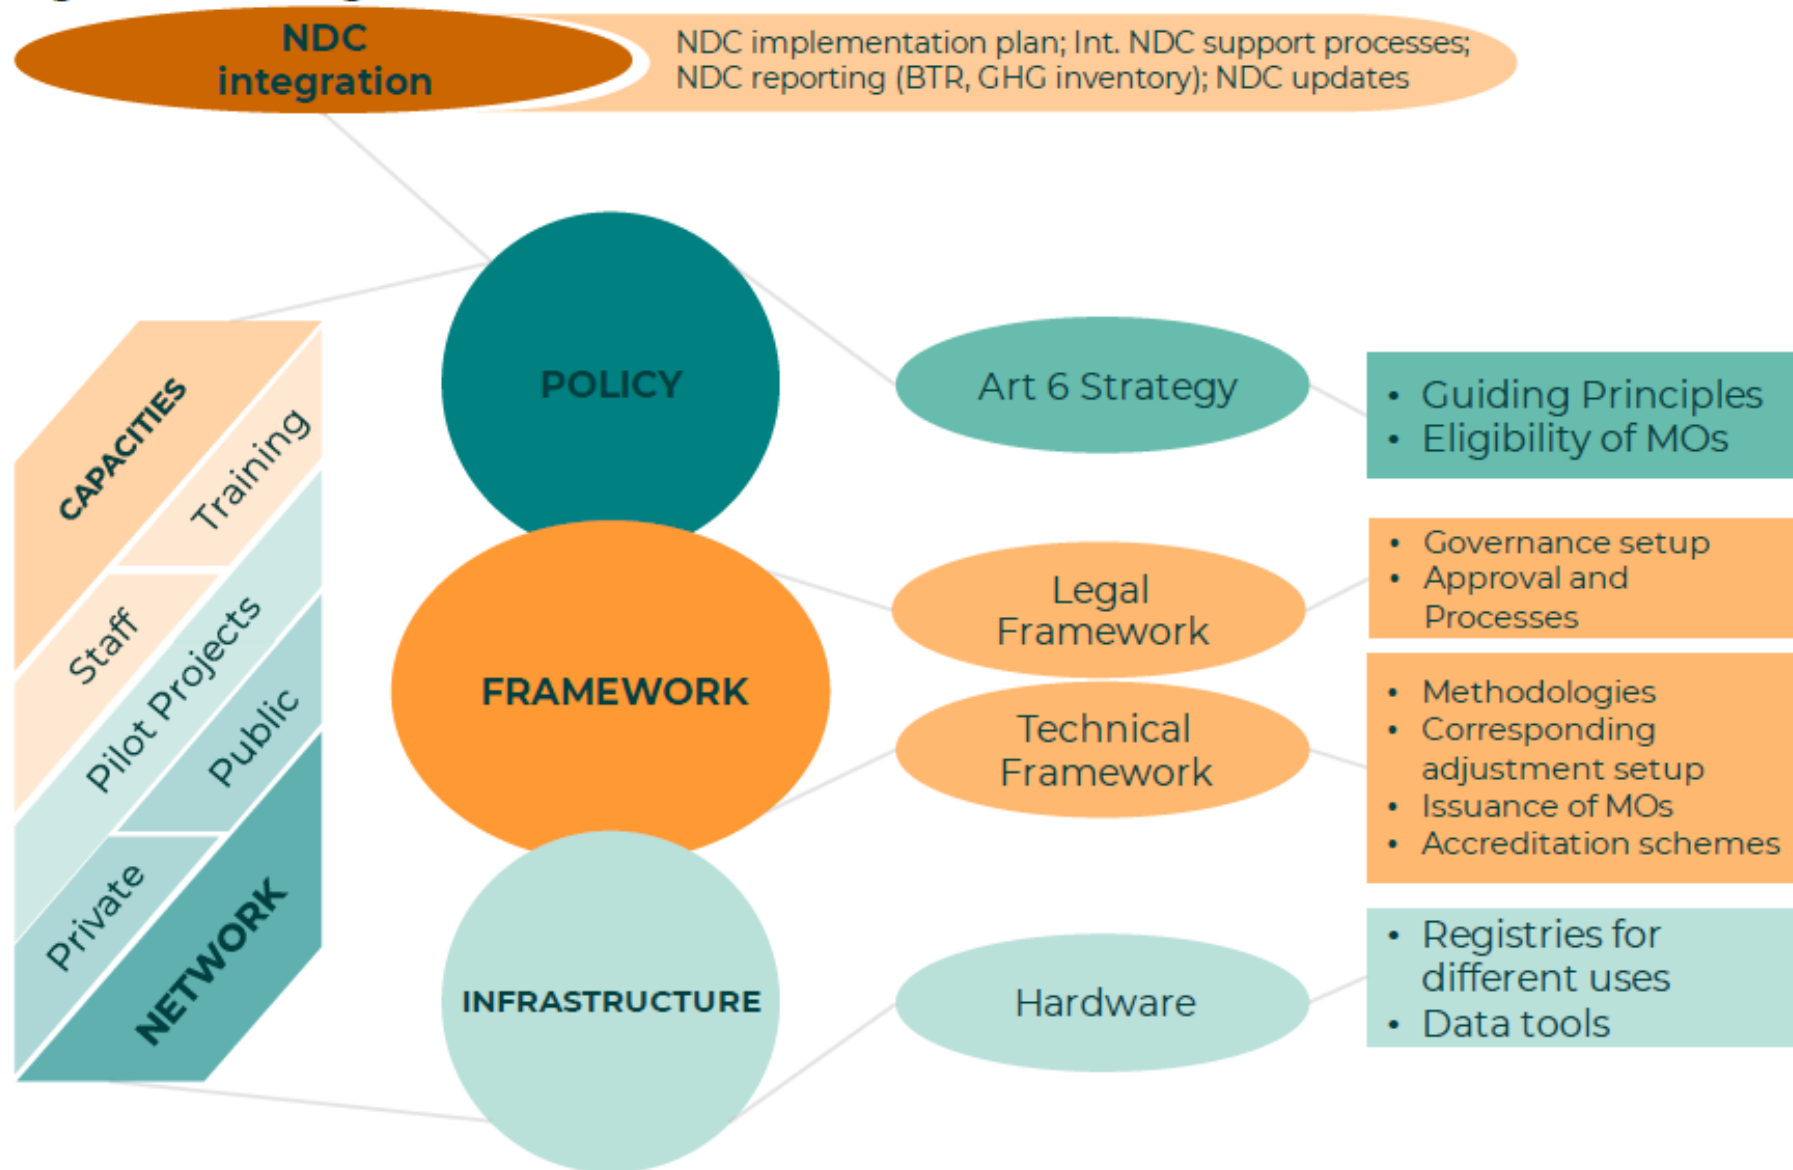 NDC
integration
NDC implementation plan; Int. NDC support processes;
NDC reporting (BTR, GHG inventory); NDC updates
CAPACITIES
Training
Staff
Pilot Projects
Public
Private
NETWORK
POLICY
Art 6 Strategy
• Guiding Principles
• Eligibility of MOs
FRAMEWORK
Legal
Framework
• Governance setup
• Approval and
Processes
Technical
Framework
• Methodologies
• Corresponding
adjustment setup
• Issuance of MOs
• Accreditation schemes
INFRASTRUCTURE
Hardware
• Registries for
different uses
• Data tools